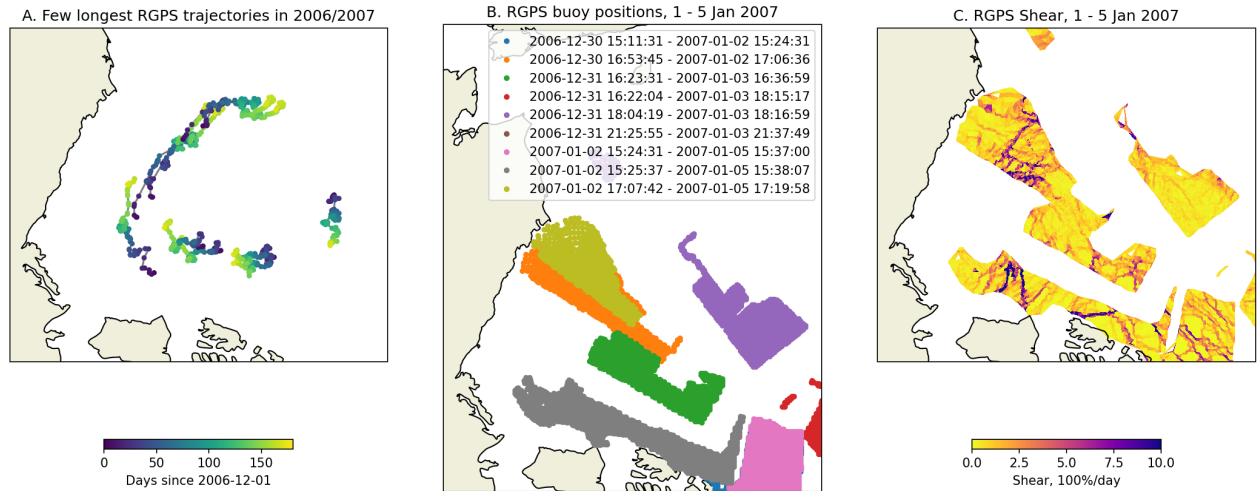 A. Few longest RGPS trajectories in 2006/2007
0 50 100 150
Days since 2006-12-01
B. RGPS buoy positions, 1 - 5 Jan 2007
2006-12-30 15:11:31 - 2007-01-02 15:24:31
2006-12-30 16:53:45 - 2007-01-02 17:06:36
2006-12-31 16:23:31 - 2007-01-03 16:36:59
2006-12-31 16:22:04 - 2007-01-03 18:15:17
2006-12-31 18:04:19 - 2007-01-03 18:16:59
2006-12-31 21:25:55 - 2007-01-03 21:37:49
2007-01-02 15:24:31 - 2007-01-05 15:37:00
2007-01-02 15:25:37 - 2007-01-05 15:38:07
2007-01-02 17:07:42 - 2007-01-05 17:19:58
C. RGPS Shear, 1 - 5 Jan 2007
0.0 2.5 5.0 7.5 10.0
Shear, 100%/day